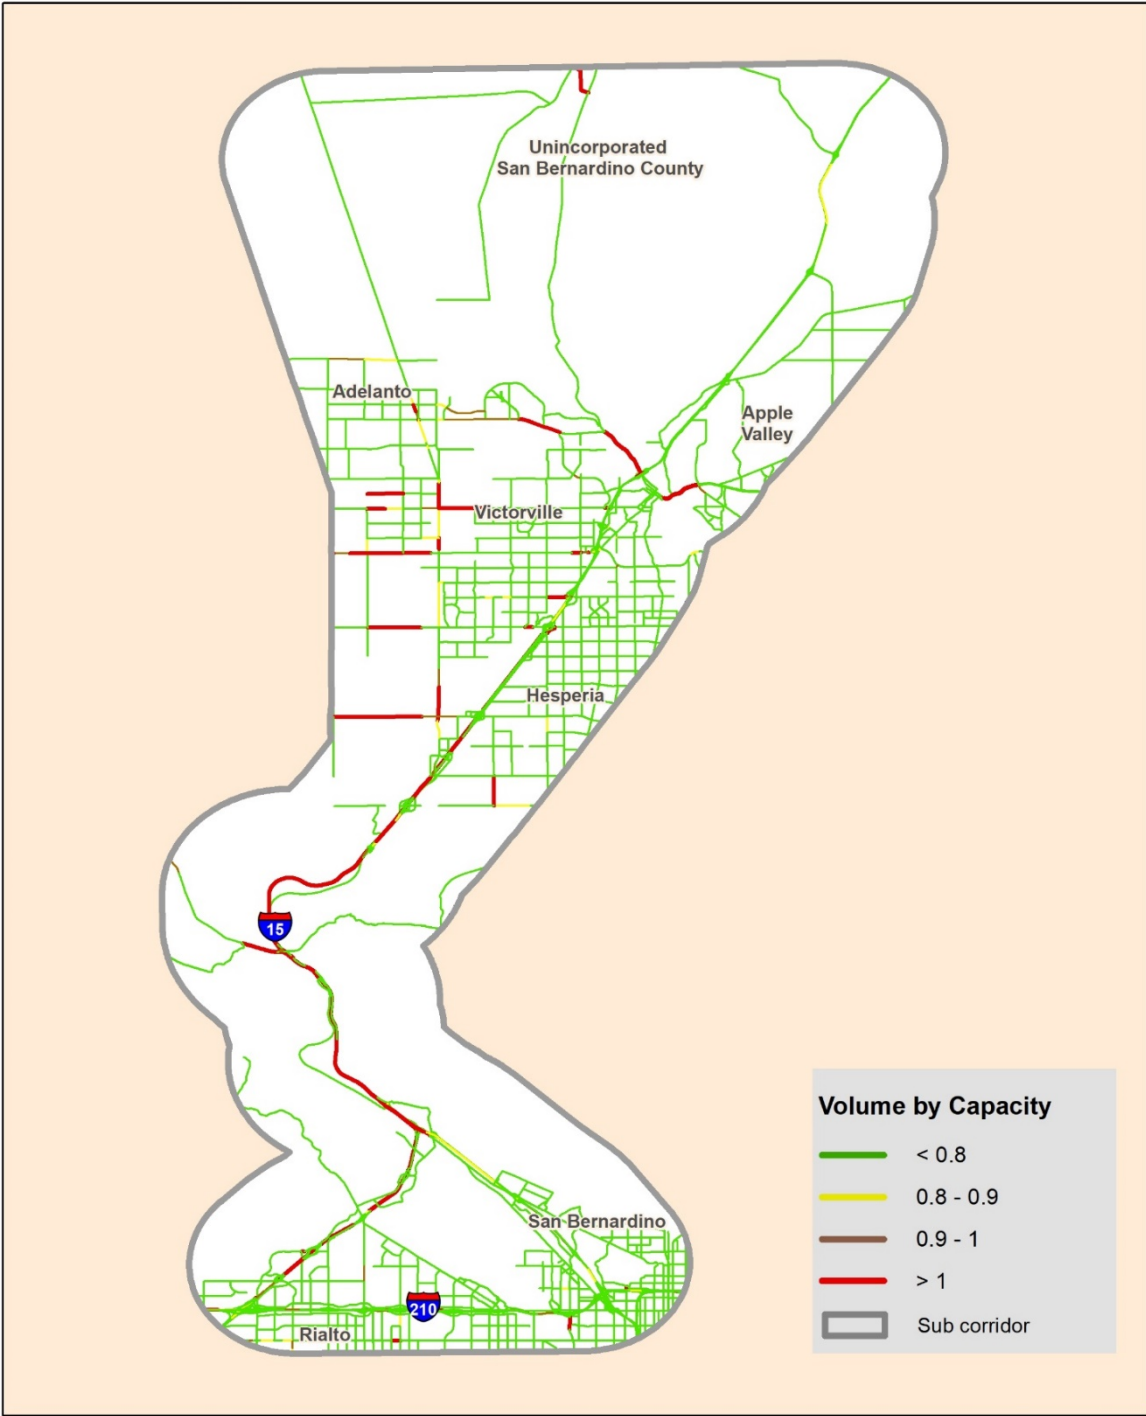 Unincorporated
San Bernardino County
Adelanto
Apple
Valley
Victorville
Hesperia
15
San Bernardino
210
Rialto
Volume by Capacity
< 0.8
0.8 - 0.9
0.9 - 1
> 1
Sub corridor